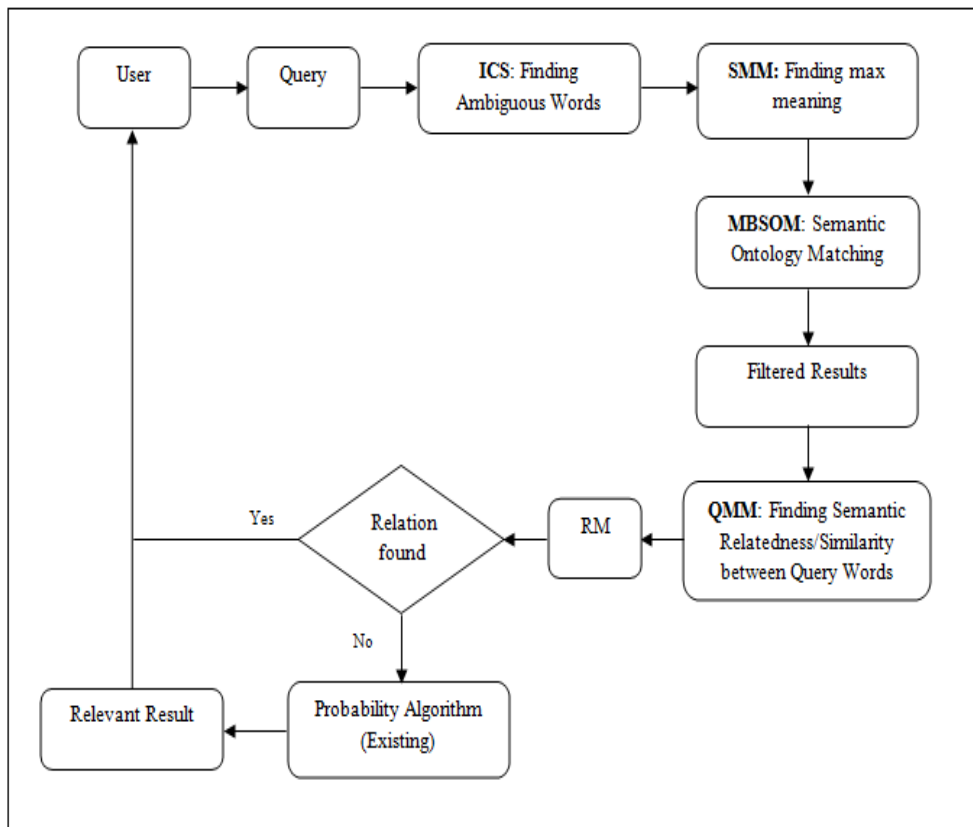 User
Query
ICS: Finding
Ambiguous Words
SMM: Finding max
meaning
MBSOM: Semantic
Ontology Matching
Filtered Results
QMM: Finding Semantic
Relatedness/Similarity
between Query Words
RM
Relation
found
Yes
No
Probability Algorithm
(Existing)
Relevant Result